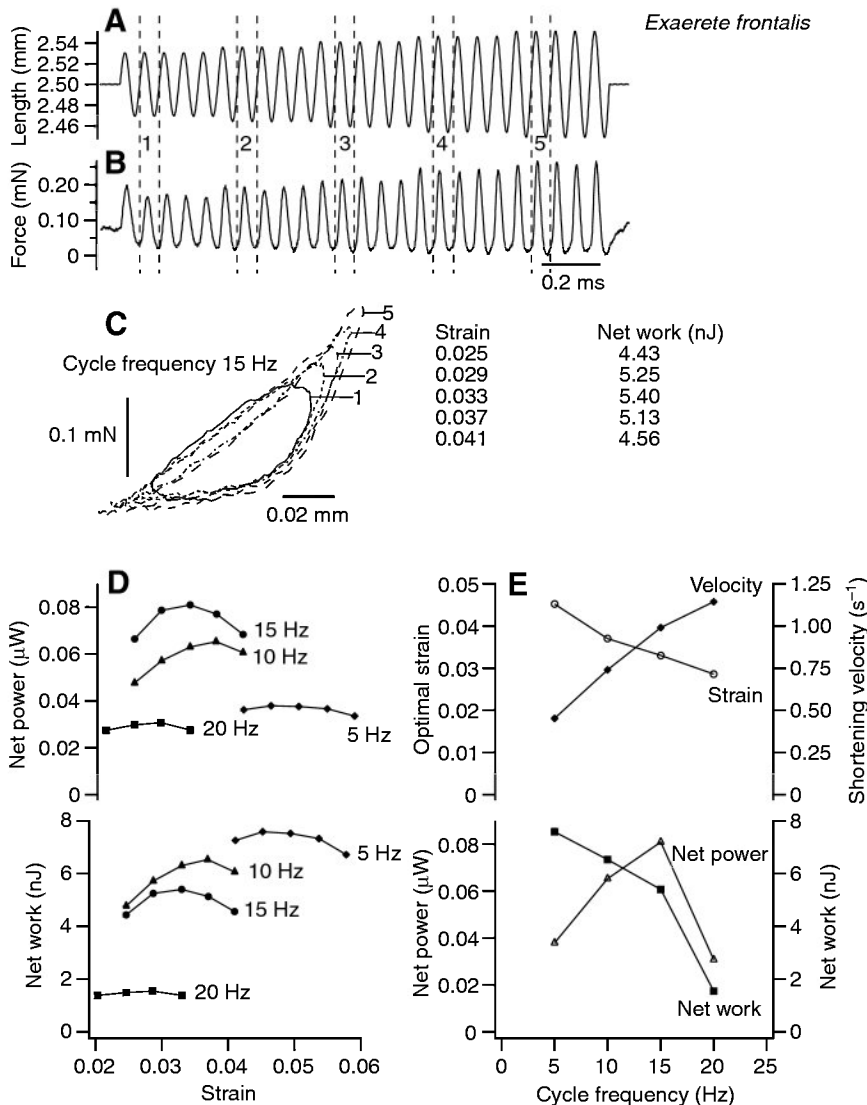 A
Exaerete frontalis
Length (mm)
2.54
2.52
2.50
2.48
2.46
1 2 3 4 5
B
Force (mN)
0.20
0.10
0
0.2 ms
C
Cycle frequency 15 Hz
0.1 mN
0.02 mm
5
4
3
2
1
Strain Net work (nJ)
0.025 4.43
0.029 5.25
0.033 5.40
0.037 5.13
0.041 4.56
D
Net power (μW)
0.08
0.06
0.04
0.02
0
15 Hz
10 Hz
20 Hz
5 Hz
Net work (nJ)
8
6
4
2
0
5 Hz
10 Hz
15 Hz
20 Hz
0.02 0.03 0.04 0.05 0.06
Strain
E
Optimal strain
0.05
0.04
0.03
0.02
0.01
0
Velocity
Strain
1.25
1.00
0.75
0.50
0.25
0
Shortening velocity (s⁻¹)
Net power (μW)
0.08
0.06
0.04
0.02
0
Net power
Net work
8
6
4
2
0
Net work (nJ)
0 5 10 15 20 25
Cycle frequency (Hz)